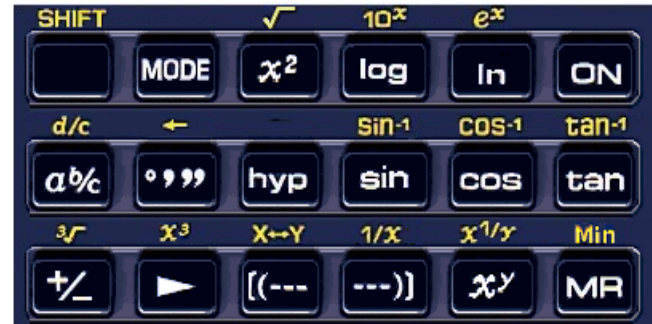 SHIFT √ 10ˣ eˣ
MODE x² log ln ON
d/c ← sin-1 cos-1 tan-1
ab/c °’” hyp sin cos tan
³√ x³ X↔Y 1/x x1/y Min
+/− ► [(--- ---)] xʸ MR